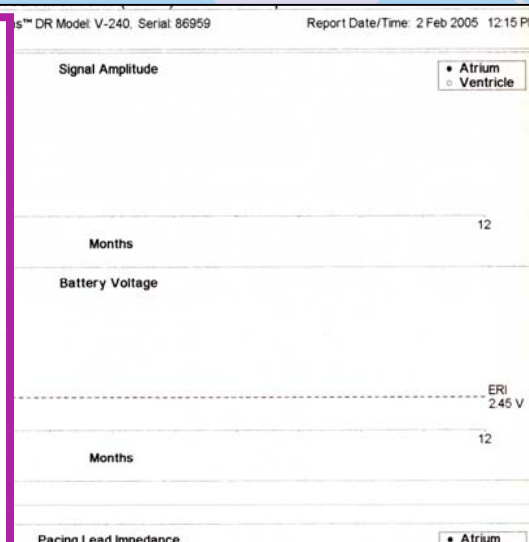 DR Model: V-240, Serial: 86959 Report Date/Time: 2 Feb 2005 12:15
Signal Amplitude
• Atrium
○ Ventricle
12
Months
Battery Voltage
ERI
2.45 V
12
Months
Pacing Lead Impedance
• Atrium